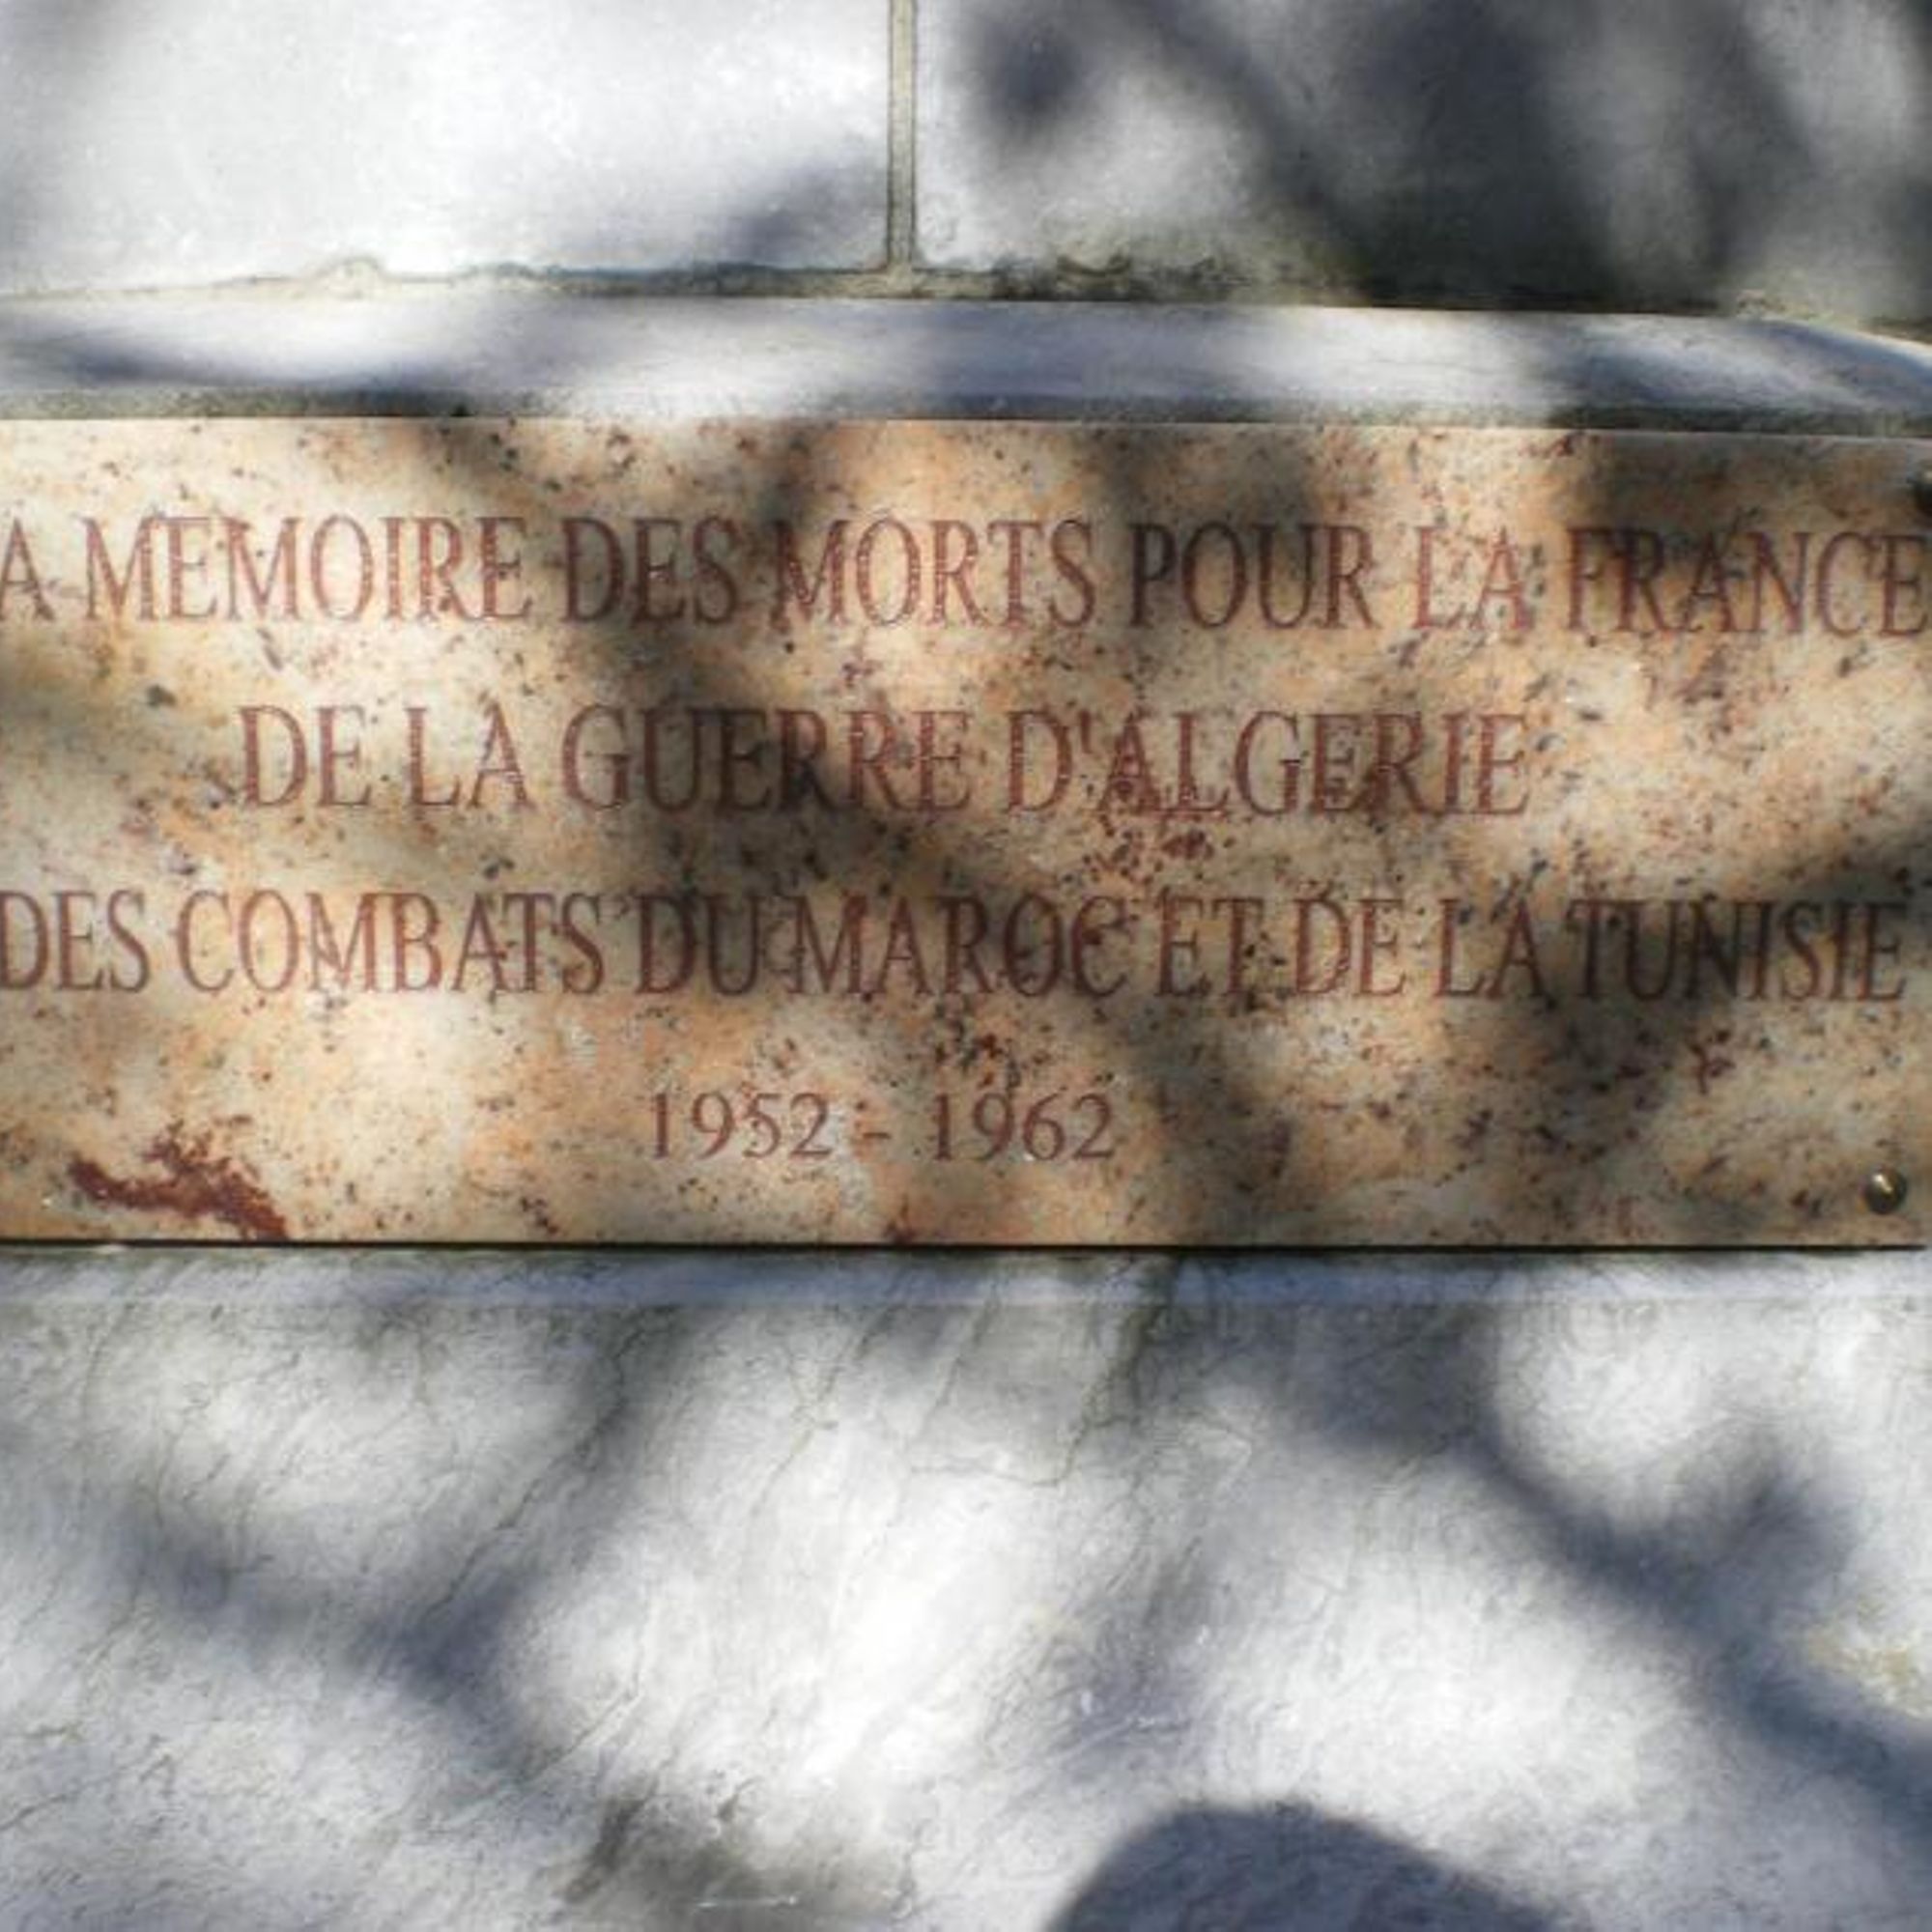 A MEMOIRE DES MORTS POUR LA FRANCE
DE LA GUERRE D'ALGERIE
DES COMBATS DU MAROC ET DE LA TUNISIE
1952 - 1962